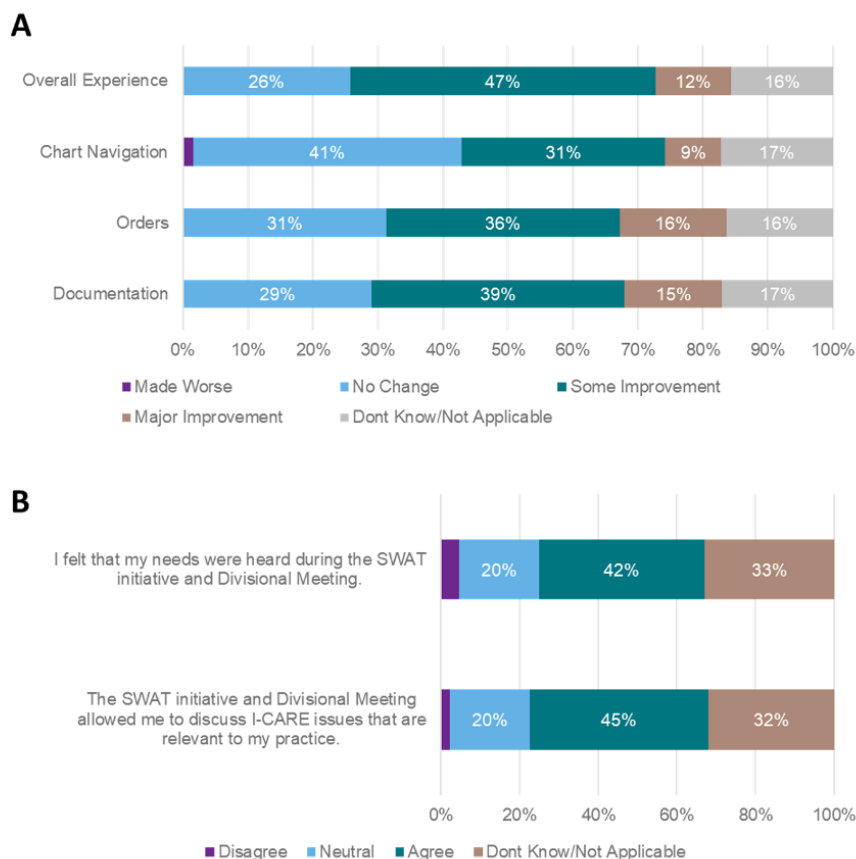 A
Overall Experience
26% 47% 12% 16%
Chart Navigation
41% 31% 9% 17%
Orders
31% 36% 16% 16%
Documentation
29% 39% 15% 17%
0% 10% 20% 30% 40% 50% 60% 70% 80% 90% 100%
Made Worse No Change Some Improvement
Major Improvement Dont Know/Not Applicable
B
I felt that my needs were heard during the SWAT
initiative and Divisional Meeting.
20% 42% 33%
The SWAT initiative and Divisional Meeting
allowed me to discuss I-CARE issues that are
relevant to my practice.
20% 45% 32%
0% 20% 40% 60% 80% 100%
Disagree Neutral Agree Dont Know/Not Applicable